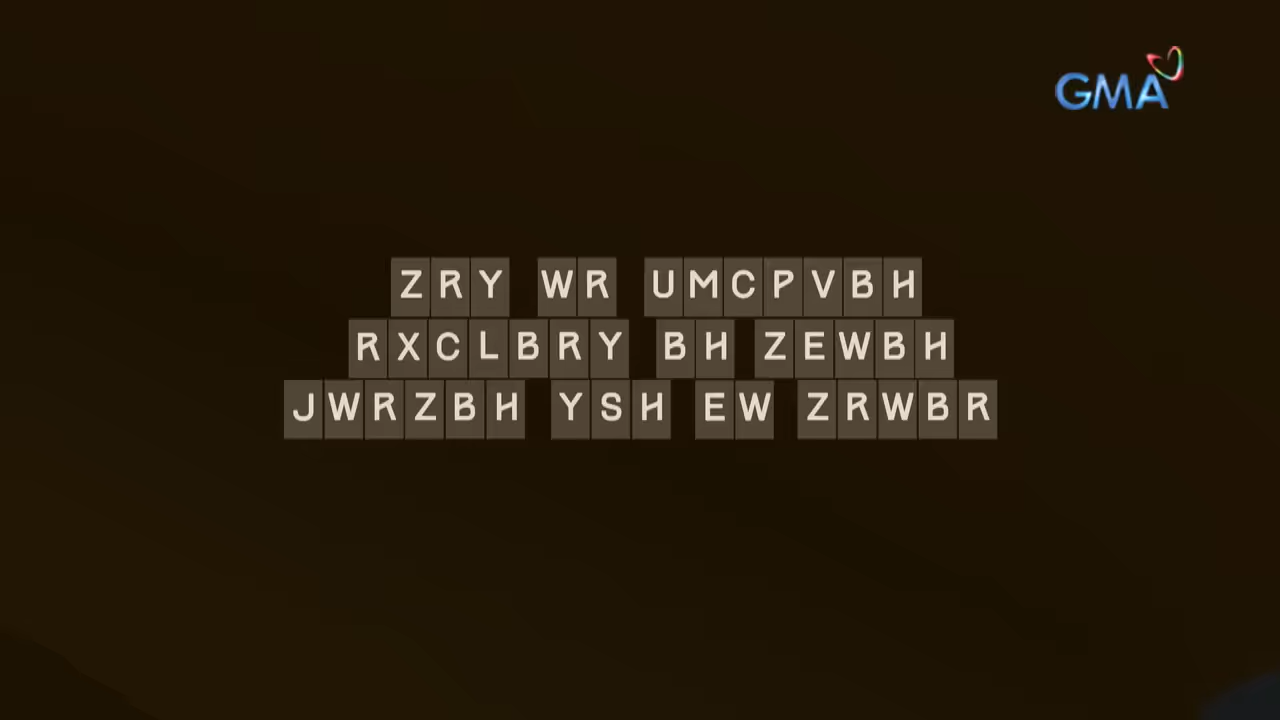 GMA
ZRY WR UMCPVBH
RXCLBRY BH ZEWBH
JWRZBH YSH EW ZRWBR